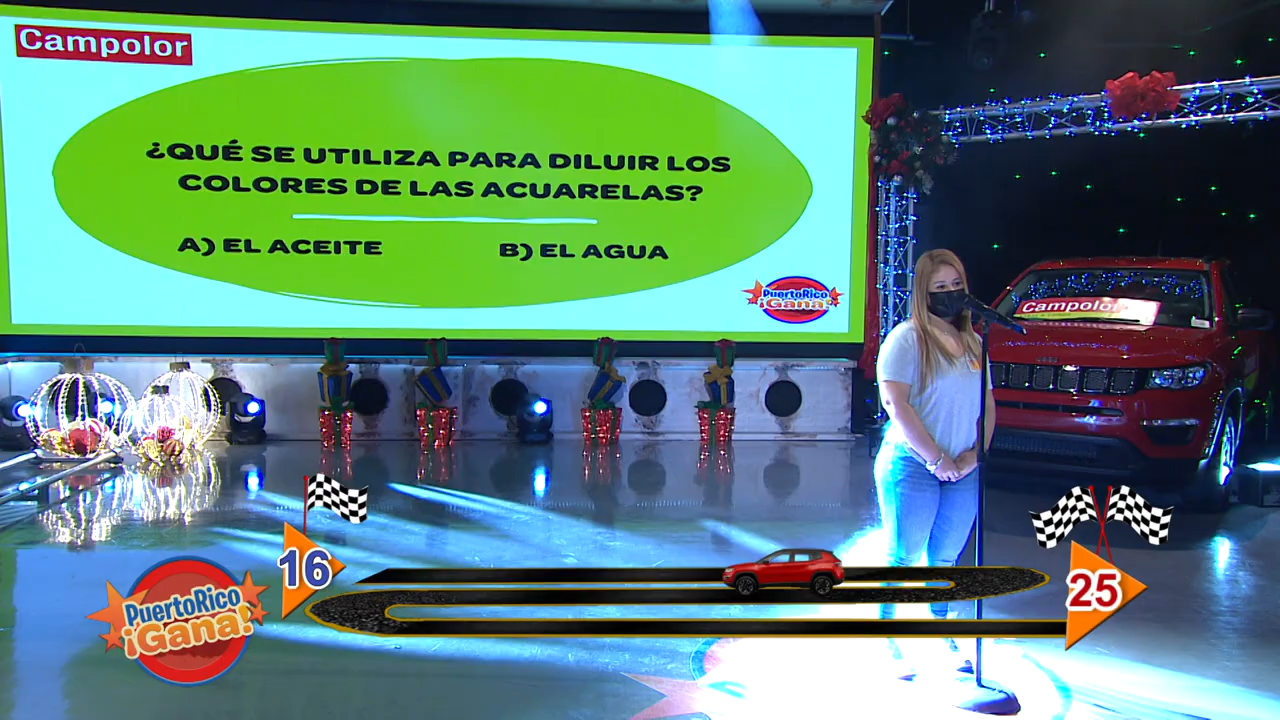 Campolor
¿QUÉ SE UTILIZA PARA DILUIR LOS
COLORES DE LAS ACUARELAS?
A) EL ACEITE
B) EL AGUA
PuertoRico
¡Gana!
Campolor
16
25
PuertoRico
¡Gana!